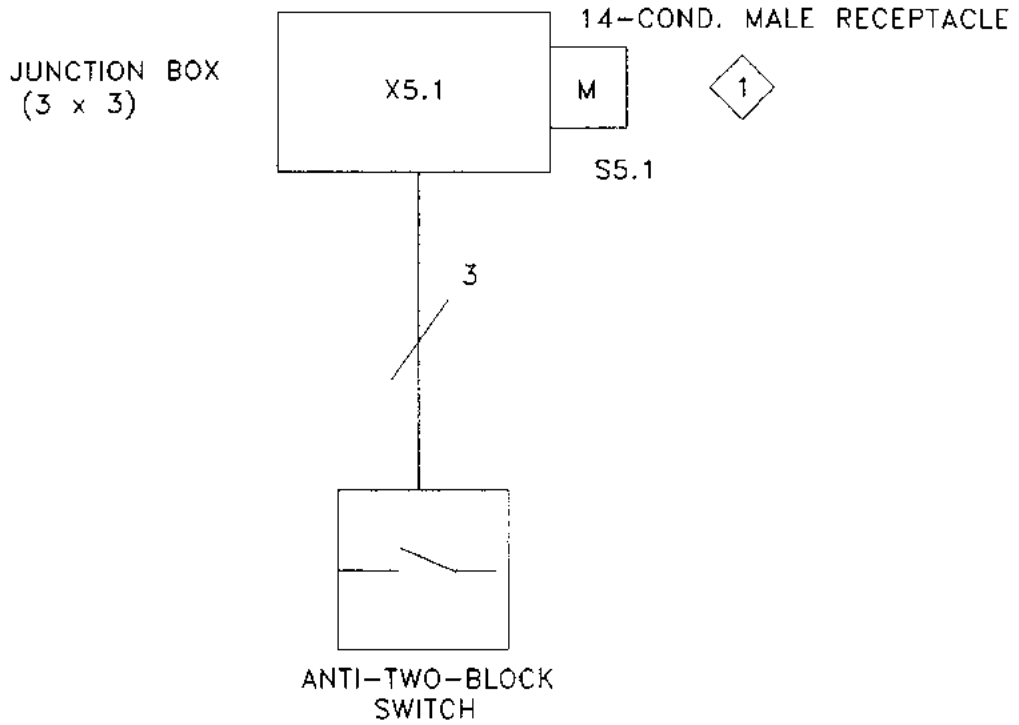 14-COND. MALE RECEPTACLE
JUNCTION BOX
(3 x 3)
X5.1
M
1
S5.1
3
ANTI-TWO-BLOCK
SWITCH